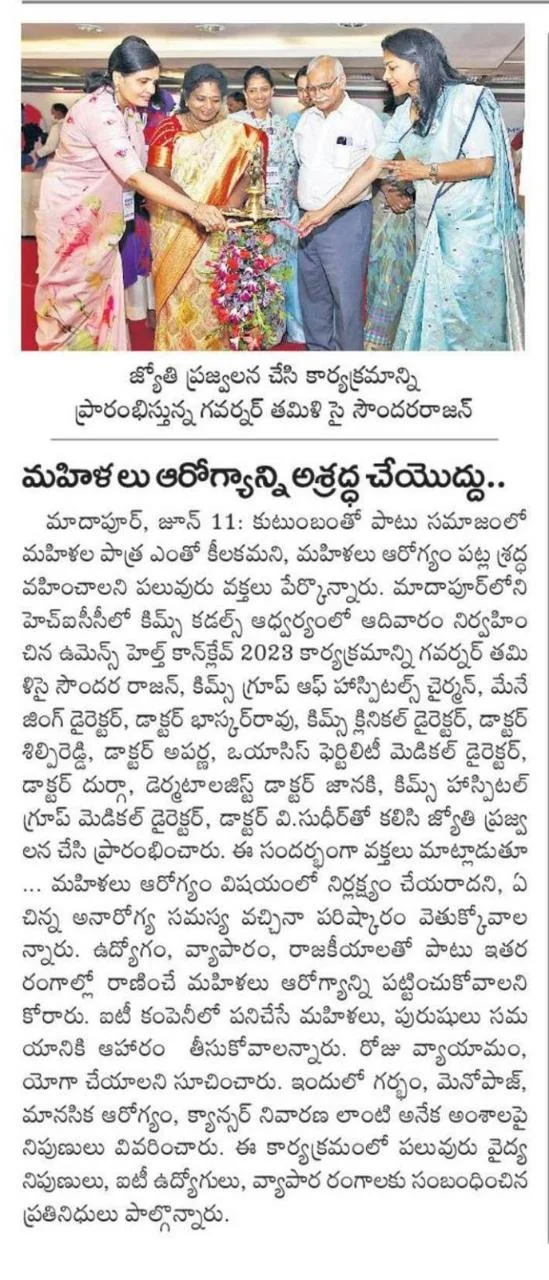 జ్యోతి ప్రజ్వలన చేసి కార్యక్రమాన్ని
ప్రారంభిస్తున్న గవర్నర్ తమిళి సై సౌందరరాజన్
మహిళ లు ఆరోగ్యాన్ని అశ్రద్ధ చేయొద్దు..
మాదాపూర్, జూన్ 11: కుటుంబంతో పాటు సమాజంలో
మహిళల పాత్ర ఎంతో కీలకమని, మహిళలు ఆరోగ్యం పట్ల శ్రద్ధ
వహించాలని పలువురు వక్తలు పేర్కొన్నారు. మాదాపూర్‌లోని
హెచ్ఐసీసీలో కిమ్స్ కడల్స్ ఆధ్వర్యంలో ఆదివారం నిర్వహిం
చిన ఉమెన్స్ హెల్త్ కాన్‌క్లేవ్ 2023 కార్యక్రమాన్ని గవర్నర్ తమి
ళిసై సౌందర రాజన్, కిమ్స్ గ్రూప్ ఆఫ్ హాస్పిటల్స్ చైర్మన్, మేనే
జింగ్ డైరెక్టర్, డాక్టర్ భాస్కర్‌రావు, కిమ్స్ క్లినికల్ డైరెక్టర్, డాక్టర్
శిల్పిరెడ్డి, డాక్టర్ అపర్ణ, ఒయాసిస్ ఫెర్టిలిటీ మెడికల్ డైరెక్టర్,
డాక్టర్ దుర్గా, డెర్మటాలజిస్ట్ డాక్టర్ జానకి, కిమ్స్ హాస్పిటల్
గ్రూప్ మెడికల్ డైరెక్టర్, డాక్టర్ వి.సుధీర్‌తో కలిసి జ్యోతి ప్రజ్వ
లన చేసి ప్రారంభించారు. ఈ సందర్భంగా వక్తలు మాట్లాడుతూ
... మహిళలు ఆరోగ్యం విషయంలో నిర్లక్ష్యం చేయరాదని, ఏ
చిన్న అనారోగ్య సమస్య వచ్చినా పరిష్కారం వెతుక్కోవాల
న్నారు. ఉద్యోగం, వ్యాపారం, రాజకీయాలతో పాటు ఇతర
రంగాల్లో రాణించే మహిళలు ఆరోగ్యాన్ని పట్టించుకోవాలని
కోరారు. ఐటీ కంపెనీలో పనిచేసే మహిళలు, పురుషులు సమ
యానికి ఆహారం తీసుకోవాలన్నారు. రోజు వ్యాయామం,
యోగా చేయాలని సూచించారు. ఇందులో గర్భం, మెనోపాజ్,
మానసిక ఆరోగ్యం, క్యాన్సర్ నివారణ లాంటి అనేక అంశాలపై
నిపుణులు వివరించారు. ఈ కార్యక్రమంలో పలువురు వైద్య
నిపుణులు, ఐటీ ఉద్యోగులు, వ్యాపార రంగాలకు సంబంధించిన
ప్రతినిధులు పాల్గొన్నారు.